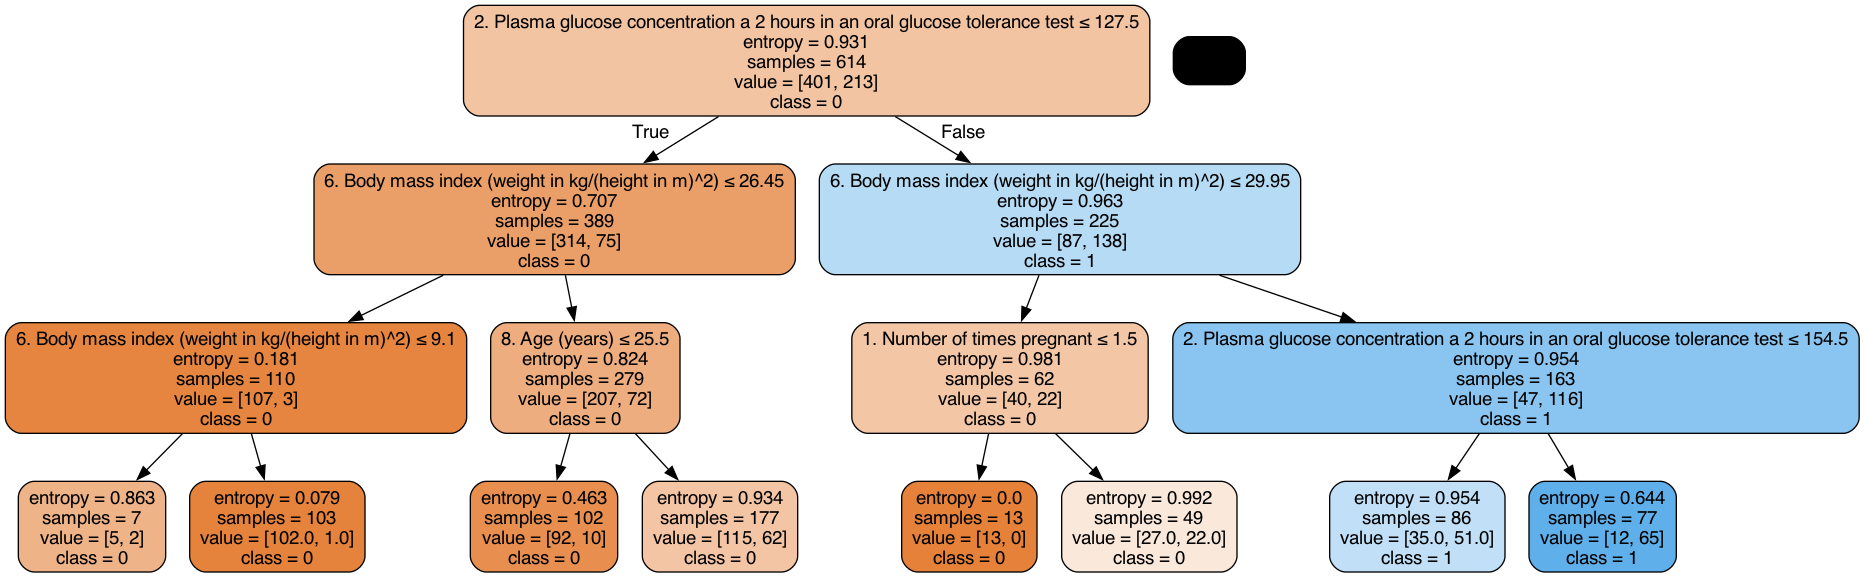 2. Plasma glucose concentration a 2 hours in an oral glucose tolerance test ≤ 127.5
entropy = 0.931
samples = 614
value = [401, 213]
class = 0
True
False
6. Body mass index (weight in kg/(height in m)^2) ≤ 26.45
entropy = 0.707
samples = 389
value = [314, 75]
class = 0
6. Body mass index (weight in kg/(height in m)^2) ≤ 29.95
entropy = 0.963
samples = 225
value = [87, 138]
class = 1
6. Body mass index (weight in kg/(height in m)^2) ≤ 9.1
entropy = 0.181
samples = 110
value = [107, 3]
class = 0
8. Age (years) ≤ 25.5
entropy = 0.824
samples = 279
value = [207, 72]
class = 0
1. Number of times pregnant ≤ 1.5
entropy = 0.981
samples = 62
value = [40, 22]
class = 0
2. Plasma glucose concentration a 2 hours in an oral glucose tolerance test ≤ 154.5
entropy = 0.954
samples = 163
value = [47, 116]
class = 1
entropy = 0.863
samples = 7
value = [5, 2]
class = 0
entropy = 0.079
samples = 103
value = [102.0, 1.0]
class = 0
entropy = 0.463
samples = 102
value = [92, 10]
class = 0
entropy = 0.934
samples = 177
value = [115, 62]
class = 0
entropy = 0.0
samples = 13
value = [13, 0]
class = 0
entropy = 0.992
samples = 49
value = [27.0, 22.0]
class = 0
entropy = 0.954
samples = 86
value = [35.0, 51.0]
class = 1
entropy = 0.644
samples = 77
value = [12, 65]
class = 1